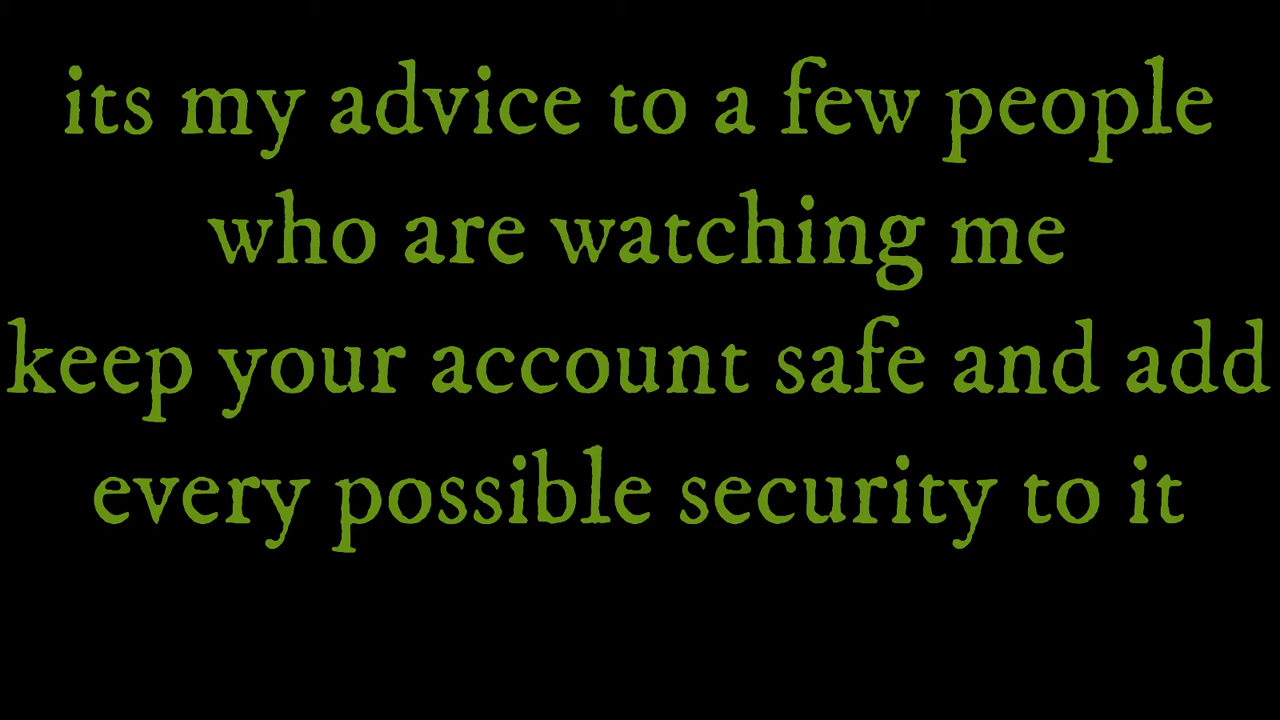 its my advice to a few people
who are watching me
keep your account safe and add
every possible security to it